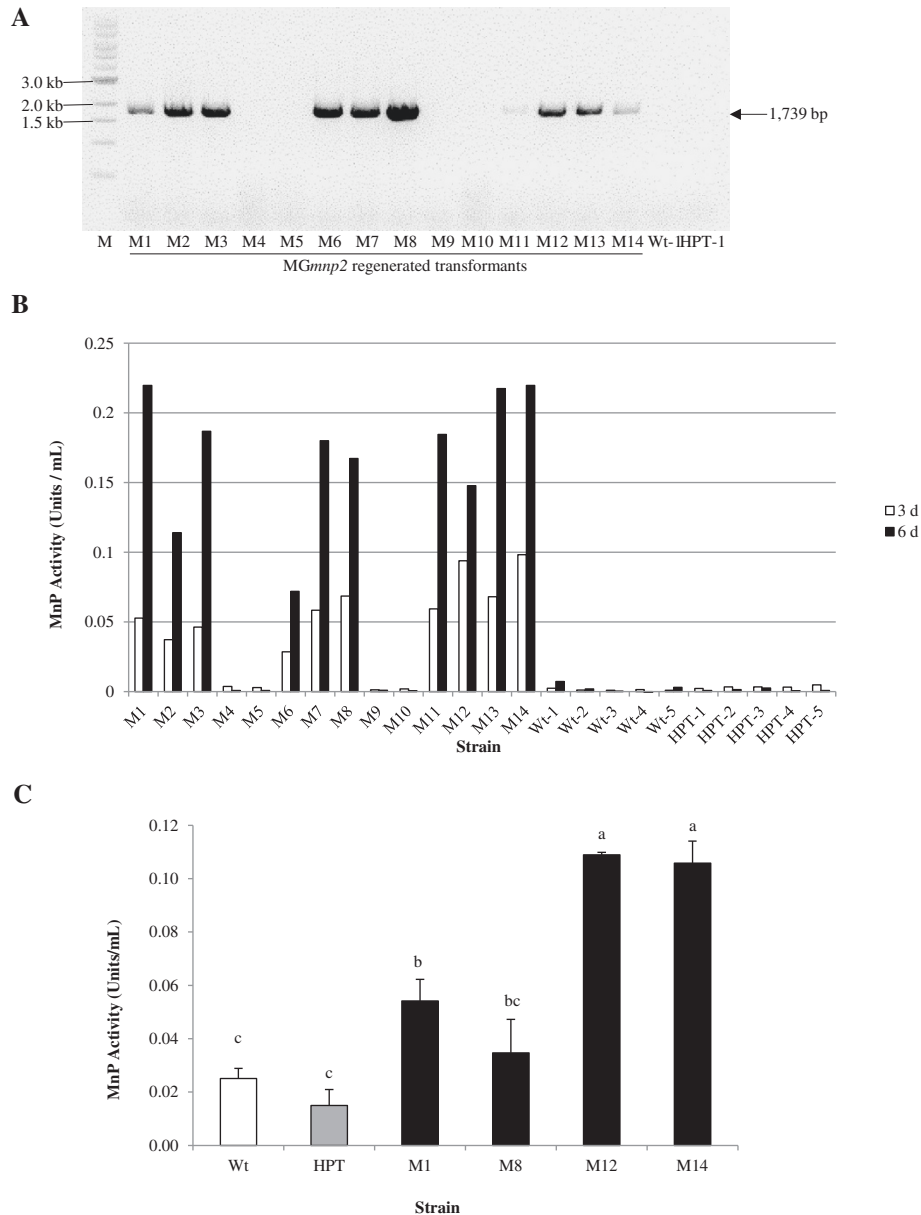 A
3.0 kb
2.0 kb
1.5 kb
1,739 bp
M M1 M2 M3 M4 M5 M6 M7 M8 M9 M10 M11 M12 M13 M14 Wt-1 HPT-1
MGmnp2 regenerated transformants
B
0.25
0.2
0.15
0.1
0.05
0
MnP Activity (Units / mL)
3 d
6 d
M1 M2 M3 M4 M5 M6 M7 M8 M9 M10 M11 M12 M13 M14 Wt-1 Wt-2 Wt-3 Wt-4 Wt-5 HPT-1 HPT-2 HPT-3 HPT-4 HPT-5
Strain
C
0.12
0.10
0.08
0.06
0.04
0.02
0.00
MnP Activity (Units/mL)
c c b bc a a
Wt HPT M1 M8 M12 M14
Strain